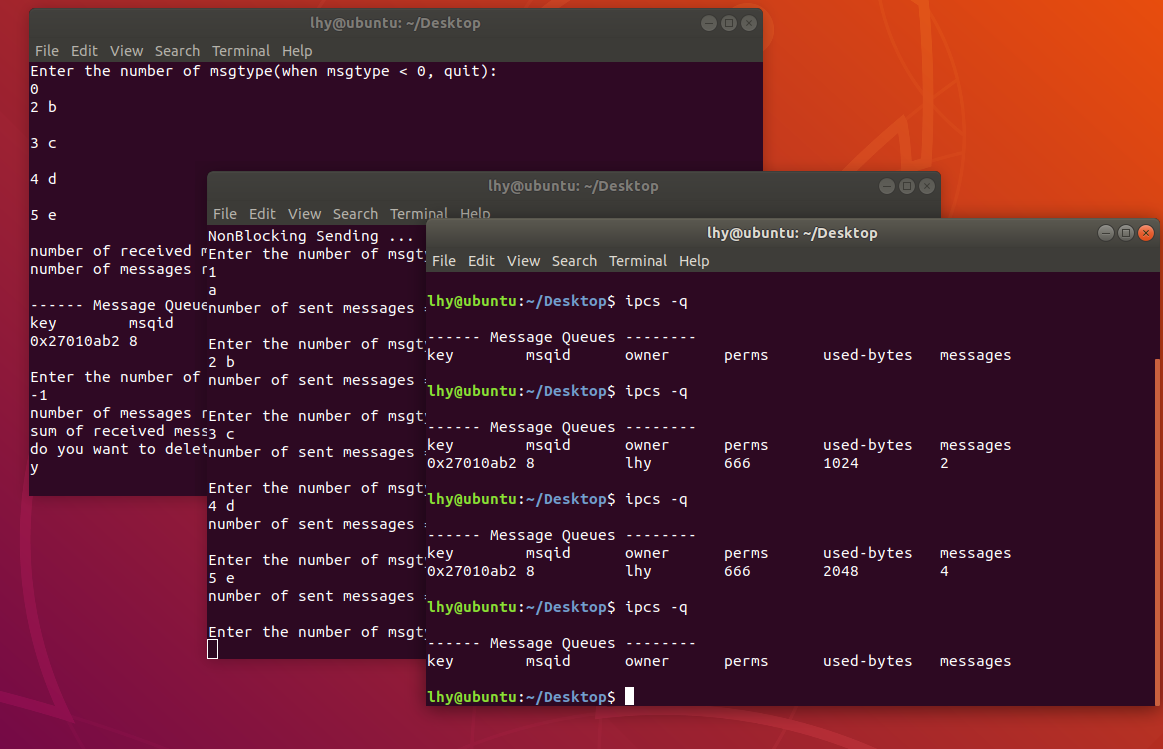 lhy@ubuntu: ~/Desktop
File Edit View Search Terminal Help
Enter the number of msgtype(when msgtype < 0, quit):
0
2 b
3 c
4 d
5 e
number of received
number of messages
------ Message Queue
key msqid
0x27010ab2 8
Enter the number of
-1
number of messages
sum of received
do you want to
y
lhy@ubuntu: ~/Desktop
File Edit View Search Terminal Help
NonBlocking Sending ...
Enter the number of
1
a
number of sent messages
Enter the number of
2 b
number of sent messages
Enter the number of
3 c
number of sent messages
Enter the number of
4 d
number of sent messages
Enter the number of
5 e
number of sent messages
Enter the number of
lhy@ubuntu: ~/Desktop
File Edit View Search Terminal Help
lhy@ubuntu:~/Desktop$ ipcs -q
------ Message Queues --------
key msqid owner perms used-bytes messages
lhy@ubuntu:~/Desktop$ ipcs -q
------ Message Queues --------
key msqid owner perms used-bytes messages
0x27010ab2 8 lhy 666 1024 2
lhy@ubuntu:~/Desktop$ ipcs -q
------ Message Queues --------
key msqid owner perms used-bytes messages
0x27010ab2 8 lhy 666 2048 4
lhy@ubuntu:~/Desktop$ ipcs -q
------ Message Queues --------
key msqid owner perms used-bytes messages
lhy@ubuntu:~/Desktop$